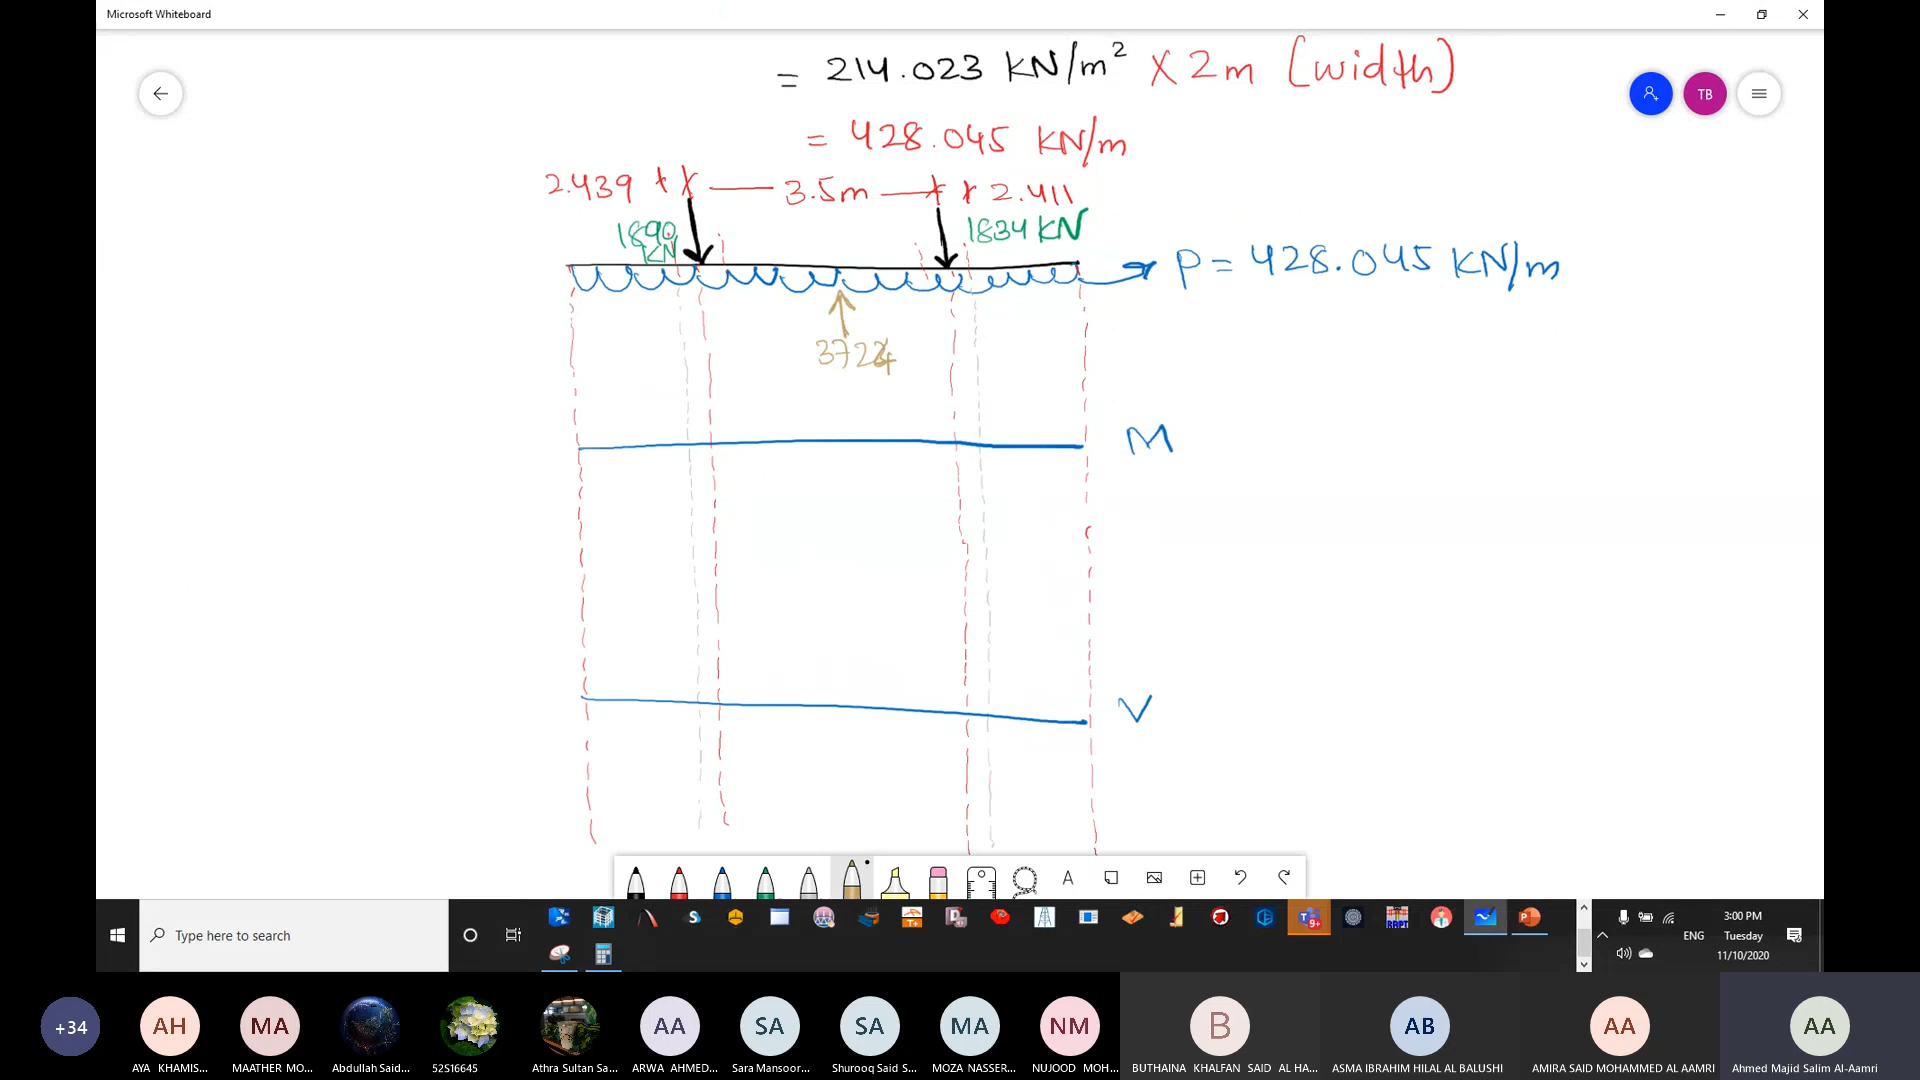 Microsoft Whiteboard
= 214.023 KN/m² X 2m (width)
TB
= 428.045 KN/m
2.439 3.5m 2.411
1890 KN 1834 KN
P = 428.045 KN/m
3724
M
V
A
Type here to search
3:00 PM
ENG Tuesday
11/10/2020
+34 AH MA AA SA SA MA NM B AB AA AA
AYA KHAMIS... MAATHER MO... Abdullah Said... 52S16645 Athra Sultan Sa... ARWA AHMED... Sara Mansoor... Shurooq Said S... MOZA NASSER... NUJOOD MOH... BUTHAINA KHALFAN SAID AL HA... ASMA IBRAHIM HILAL AL BALUSHI AMIRA SAID MOHAMMED AL AAMRI Ahmed Majid Salim Al-Aamri